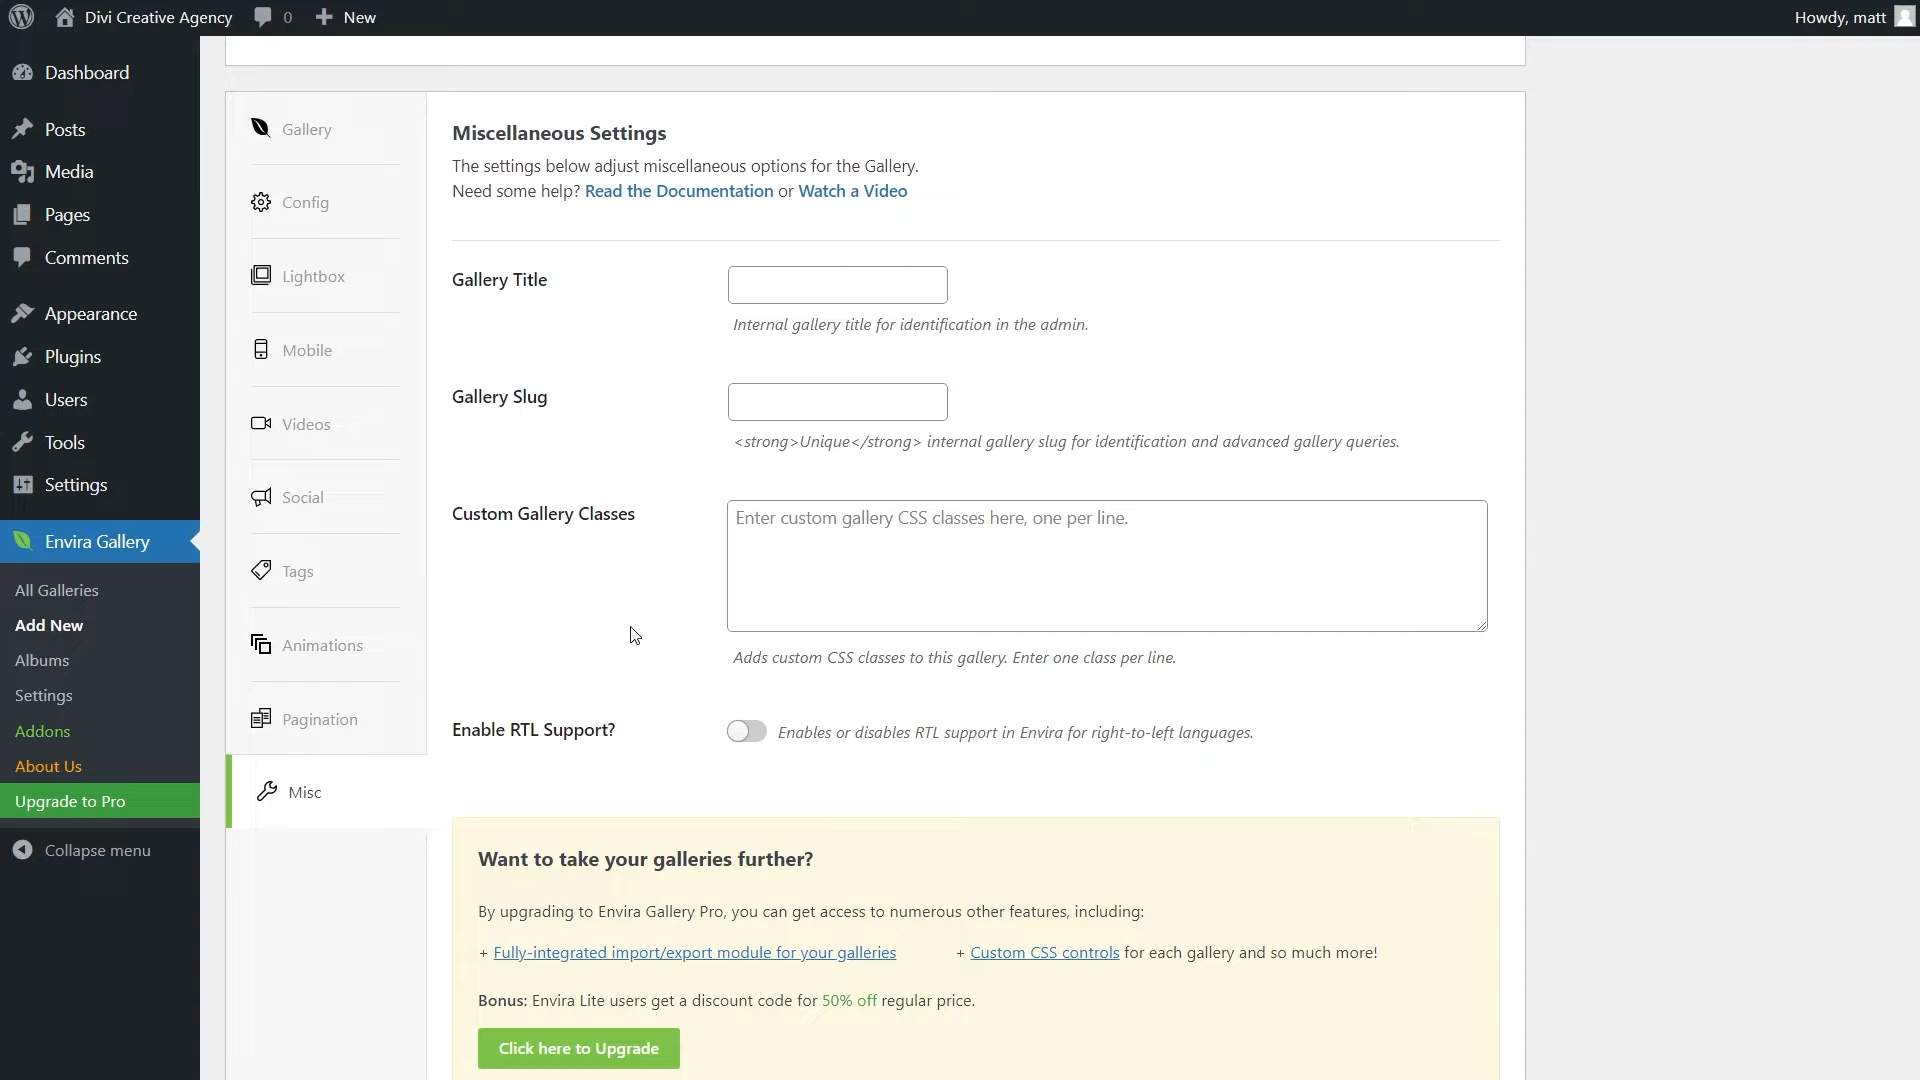 Divi Creative Agency 0 New Howdy, matt
Dashboard
Posts
Media
Pages
Comments
Appearance
Plugins
Users
Tools
Settings
Envira Gallery
All Galleries
Add New
Albums
Settings
Addons
About Us
Upgrade to Pro
Collapse menu
Gallery
Config
Lightbox
Mobile
Videos
Social
Tags
Animations
Pagination
Misc
Miscellaneous Settings
The settings below adjust miscellaneous options for the Gallery.
Need some help? Read the Documentation or Watch a Video
Gallery Title
Internal gallery title for identification in the admin.
Gallery Slug
<strong>Unique</strong> internal gallery slug for identification and advanced gallery queries.
Custom Gallery Classes
Enter custom gallery CSS classes here, one per line.
Adds custom CSS classes to this gallery. Enter one class per line.
Enable RTL Support?
Enables or disables RTL support in Envira for right-to-left languages.
Want to take your galleries further?
By upgrading to Envira Gallery Pro, you can get access to numerous other features, including:
+ Fully-integrated import/export module for your galleries + Custom CSS controls for each gallery and so much more!
Bonus: Envira Lite users get a discount code for 50% off regular price.
Click here to Upgrade